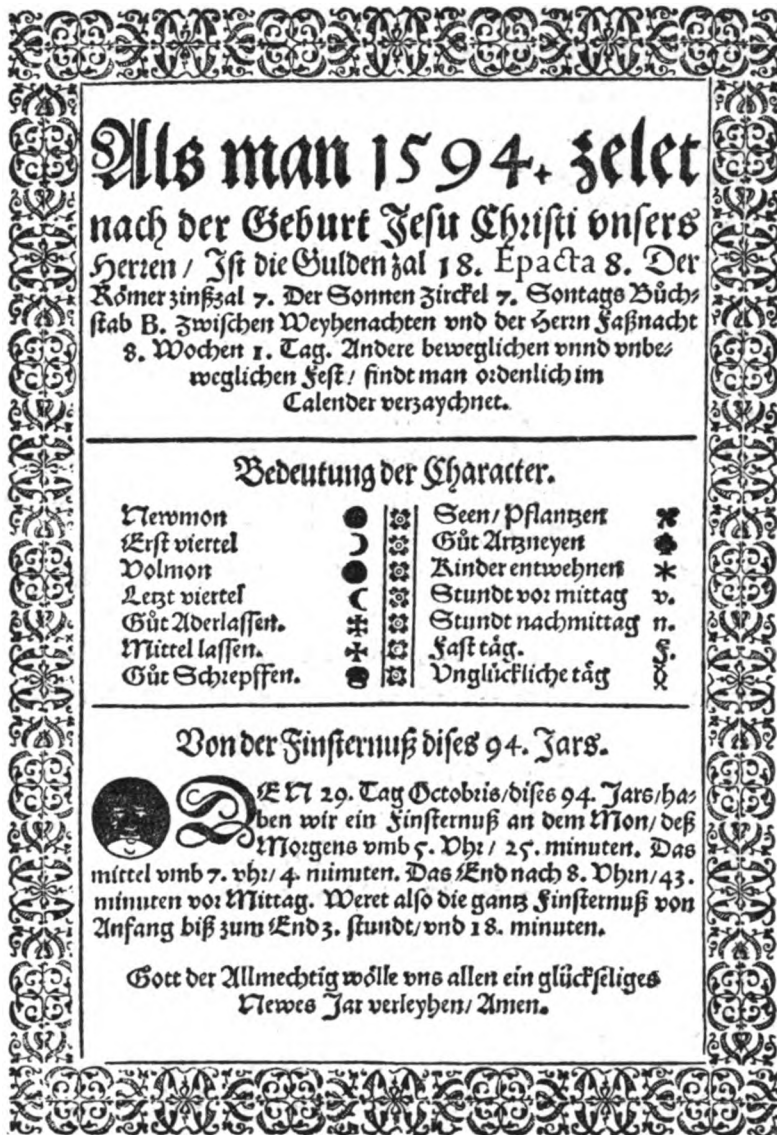 Als man 1594. zelet
nach der Geburt Jesu Christi vnsers
Herren / Ist die Gulden zal 18. Epacta 8. Der
Römer zinßzal 7. Der Sonnen Zirckel 7. Sontags Bůch-
stab B. Zwischen Weyhenachten vnd der Herrn Faßnacht
8. Wochen 1. Tag. Andere beweglichen vnnd vnbe-
weglichen Fest / findt man ordenlich im
Calender verzaychnet.
Bedeutung der Character.
Newmon
Erst viertel
Volmon
Letzt viertel
Gůt Aderlassen.
Mittel lassen.
Gůt Schrepffen.
Seen / Pflantzen
Gůt Artzneyen
Kinder entwehnen
Stundt vor mittag v.
Stundt nachmittag n.
Fast täg. F.
Vnglückliche täg
Von der Finsternuß dises 94. Jars.
DEN 29. Tag Octobris / dises 94. Jars / ha-
ben wir ein Finsternuß an dem Mon / deß
Morgens vmb 5. Vhr / 25. minuten. Das
mittel vmb 7. vhr / 4. minuten. Das End nach 8. Vhrn / 43.
minuten vor Mittag. Weret also die gantz Finsternuß von
Anfang biß zum End 3. stundt / vnd 18. minuten.
Gott der Allmechtig wölle vns allen ein glückseliges
Newes Jar verleyhen / Amen.